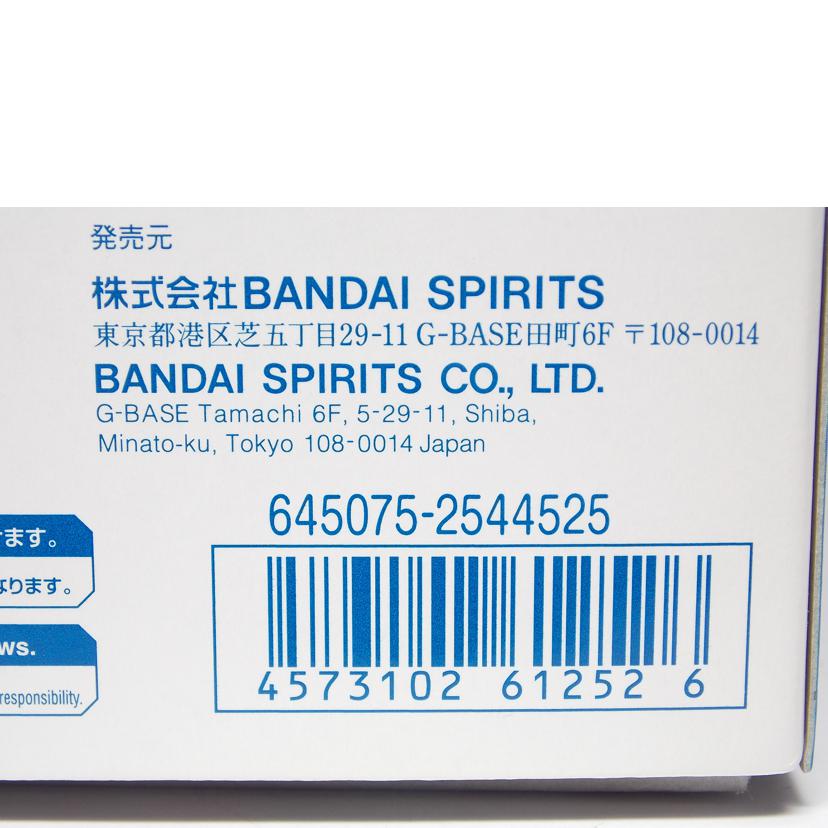 発売元
株式会社BANDAI SPIRITS
東京都港区芝五丁目29-11 G-BASE田町6F 〒108-0014
BANDAI SPIRITS CO., LTD.
G-BASE Tamachi 6F, 5-29-11, Shiba,
Minato-ku, Tokyo 108-0014 Japan
645075-2544525
4573102 61252 6
ます。
なります。
ws.
responsibility.